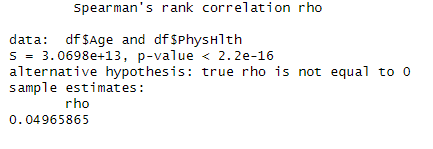 Spearman's rank correlation rho
data: df$Age and df$PhysHlth
S = 3.0698e+13, p-value < 2.2e-16
alternative hypothesis: true rho is not equal to 0
sample estimates:
rho
0.04965865